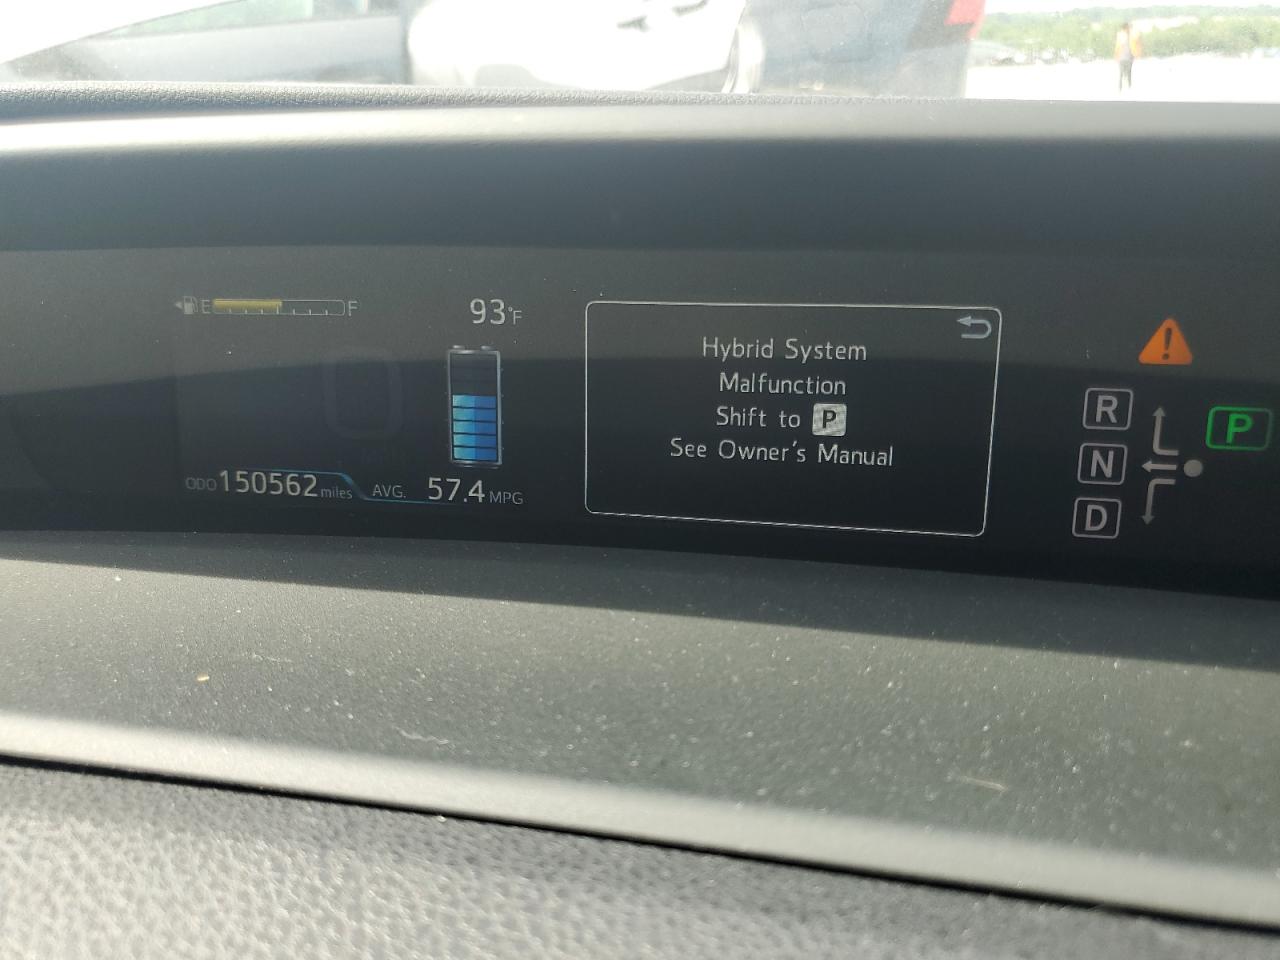 E F
93°F
ODO 150562 miles
AVG. 57.4 MPG
Hybrid System
Malfunction
Shift to P
See Owner's Manual
R
N
D
P